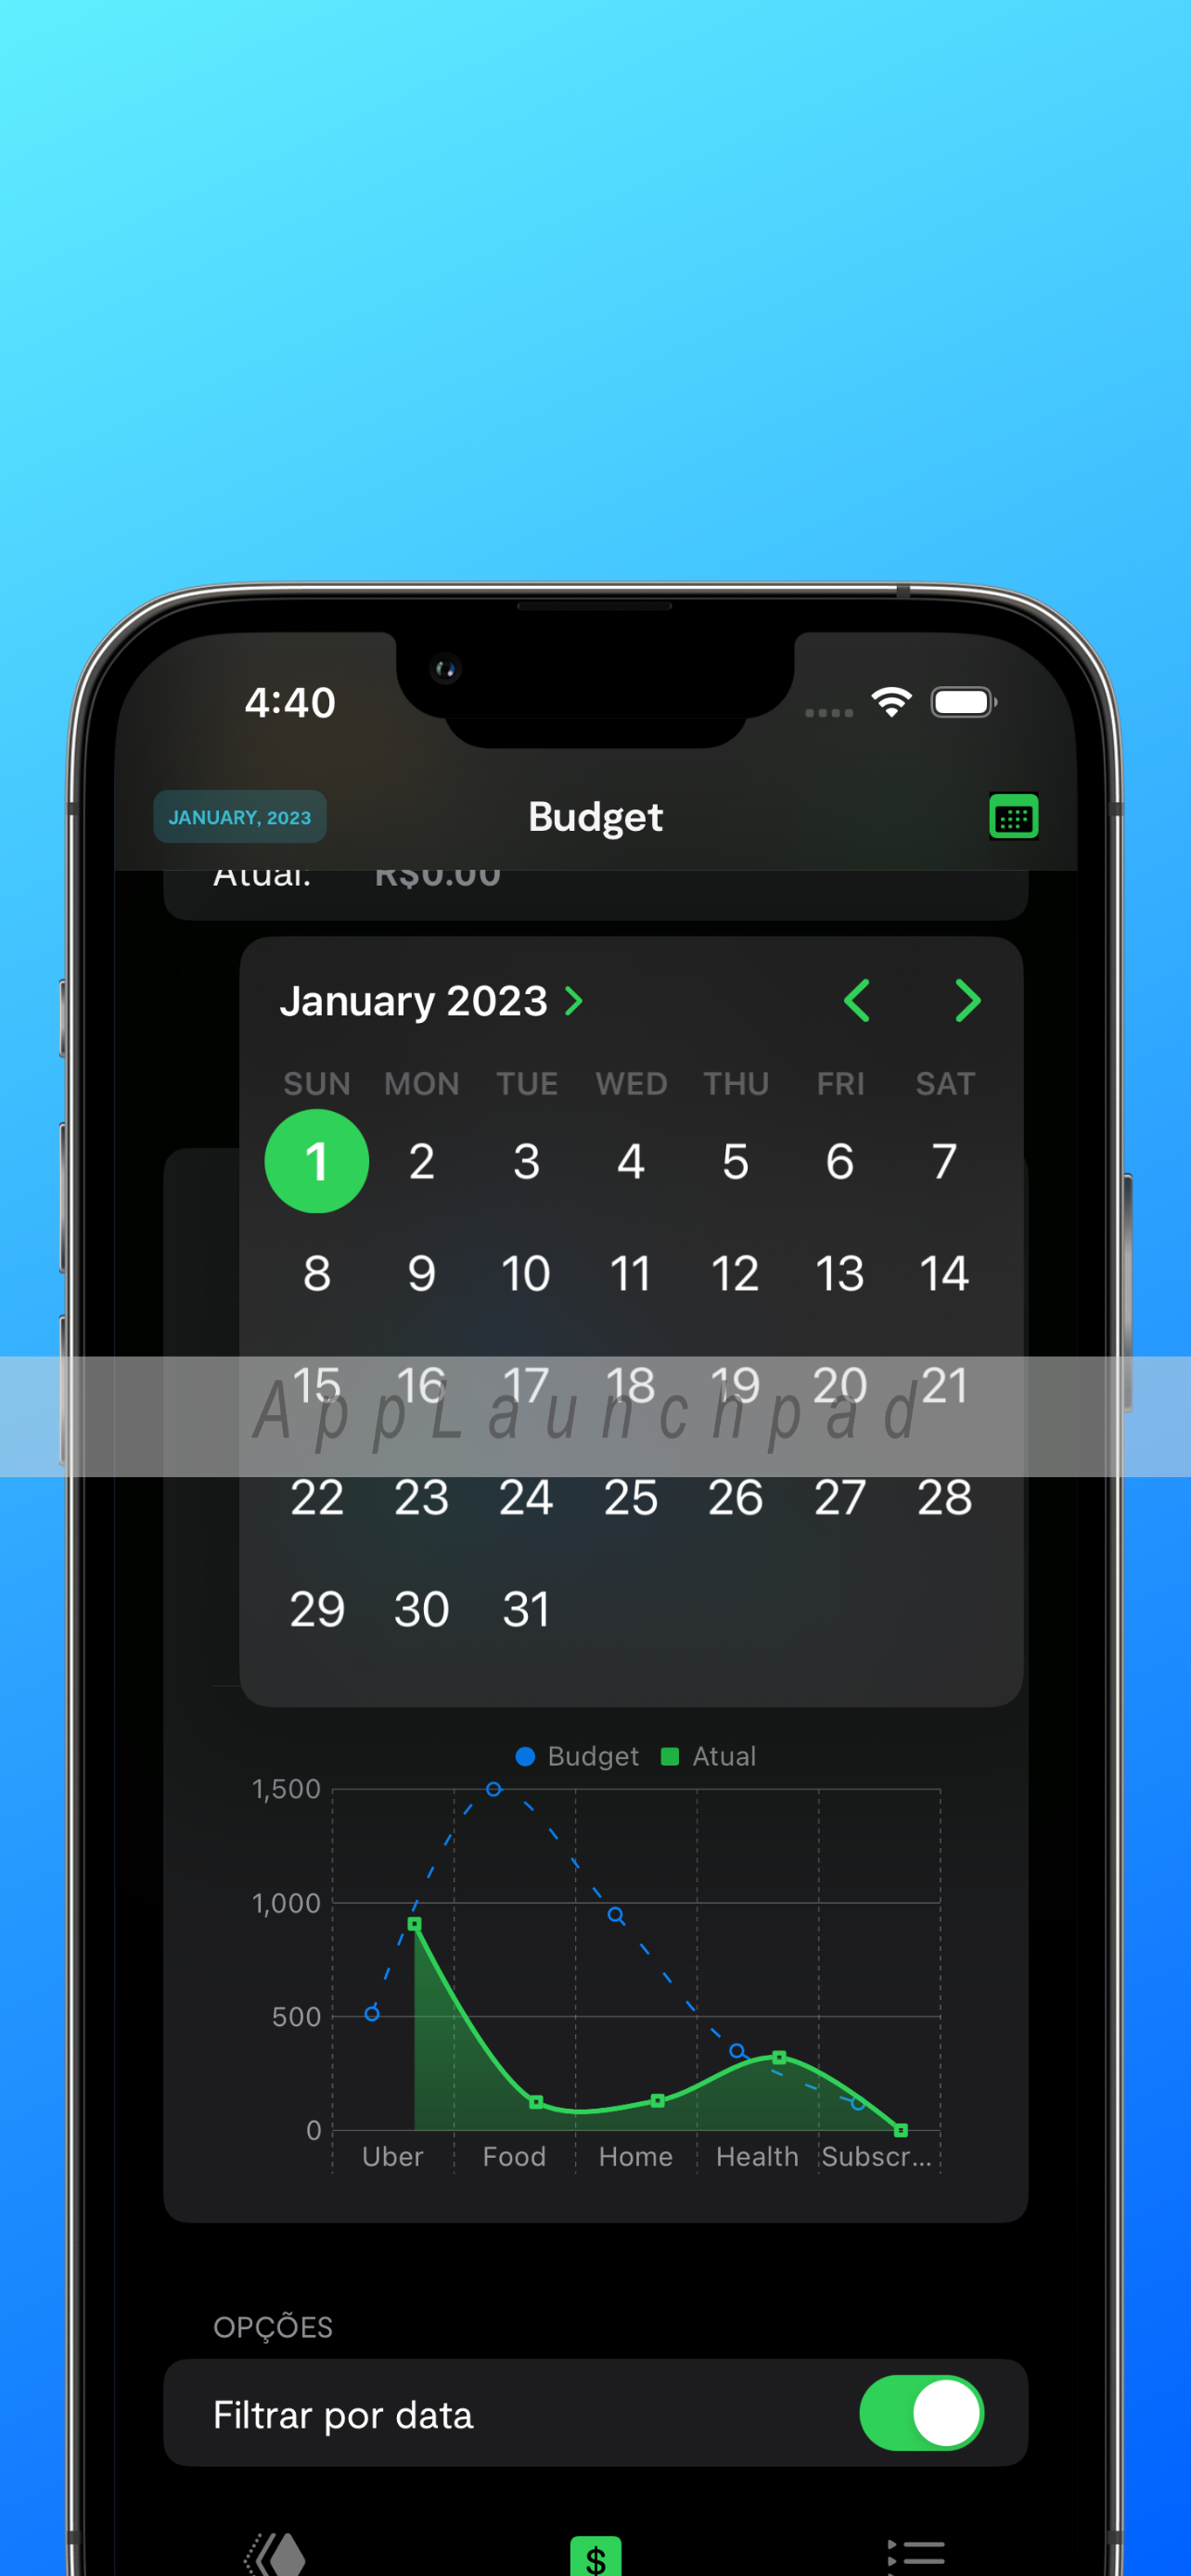 4:40
JANUARY, 2023
Budget
Atual: R$0.00
January 2023
SUN MON TUE WED THU FRI SAT
1 2 3 4 5 6 7
8 9 10 11 12 13 14
15 16 17 18 19 20 21
AppLaunchpad
22 23 24 25 26 27 28
29 30 31
Budget Atual
1,500
1,000
500
0
Uber Food Home Health Subscr...
OPÇÕES
Filtrar por data
$